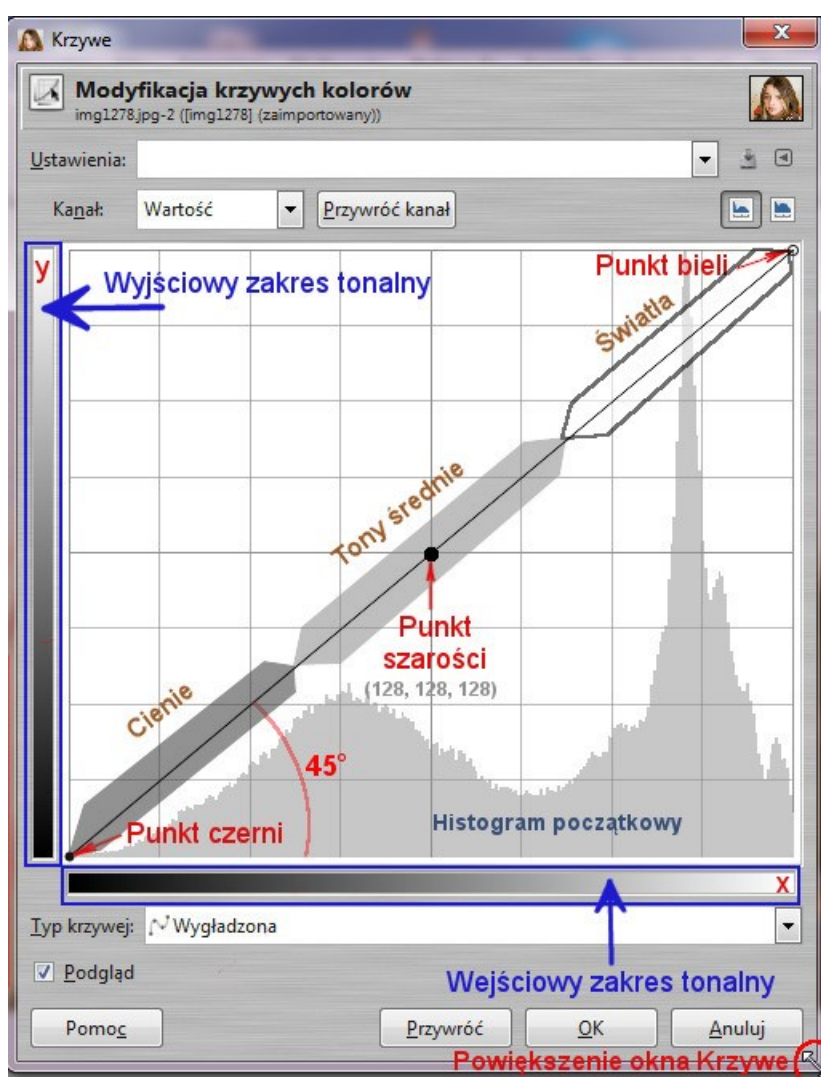 Krzywe
X
Modyfikacja krzywych kolorów
img1278.jpg-2 ([img1278] (zaimportowany))
Ustawienia:
Kanał: Wartość Przywróć kanał
y
Wyjściowy zakres tonalny
Punkt bieli
Światla
Tony średnie
Punkt
szarości
(128, 128, 128)
Cienie
45°
Punkt czerni
Histogram początkowy
X
Typ krzywej: Wygładzona
Podgląd
Wejściowy zakres tonalny
Pomoc Przywróć OK Anuluj
Powiększenie okna Krzywe